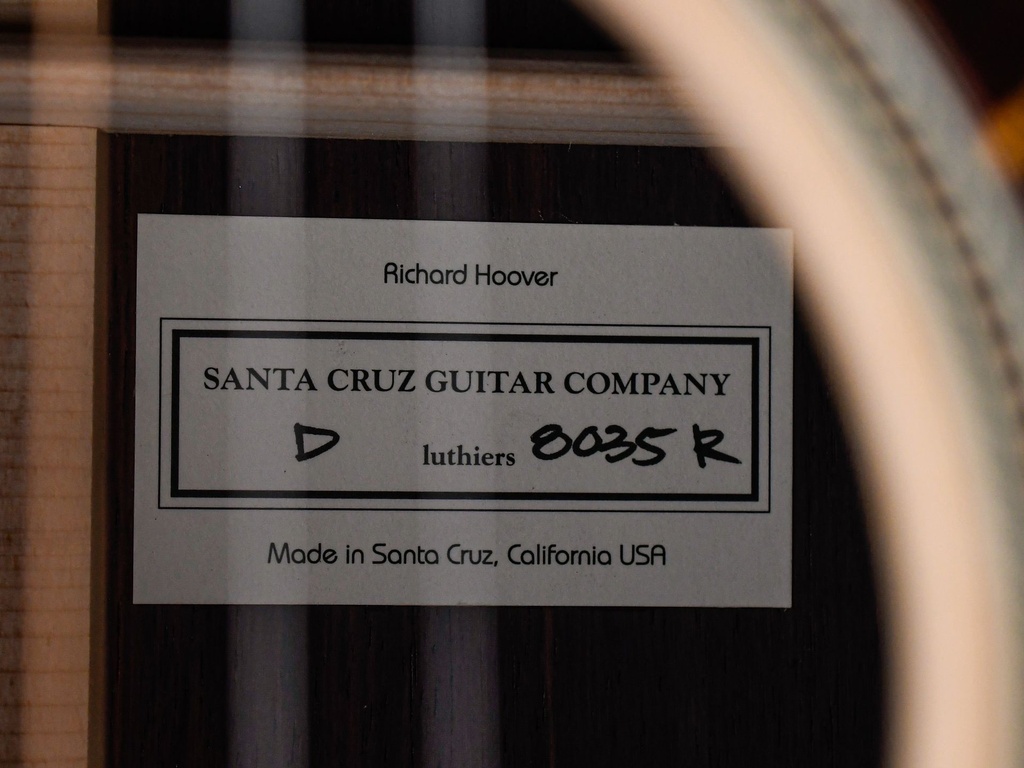 Richard Hoover
SANTA CRUZ GUITAR COMPANY
D luthiers 8035 R
Made in Santa Cruz, California USA